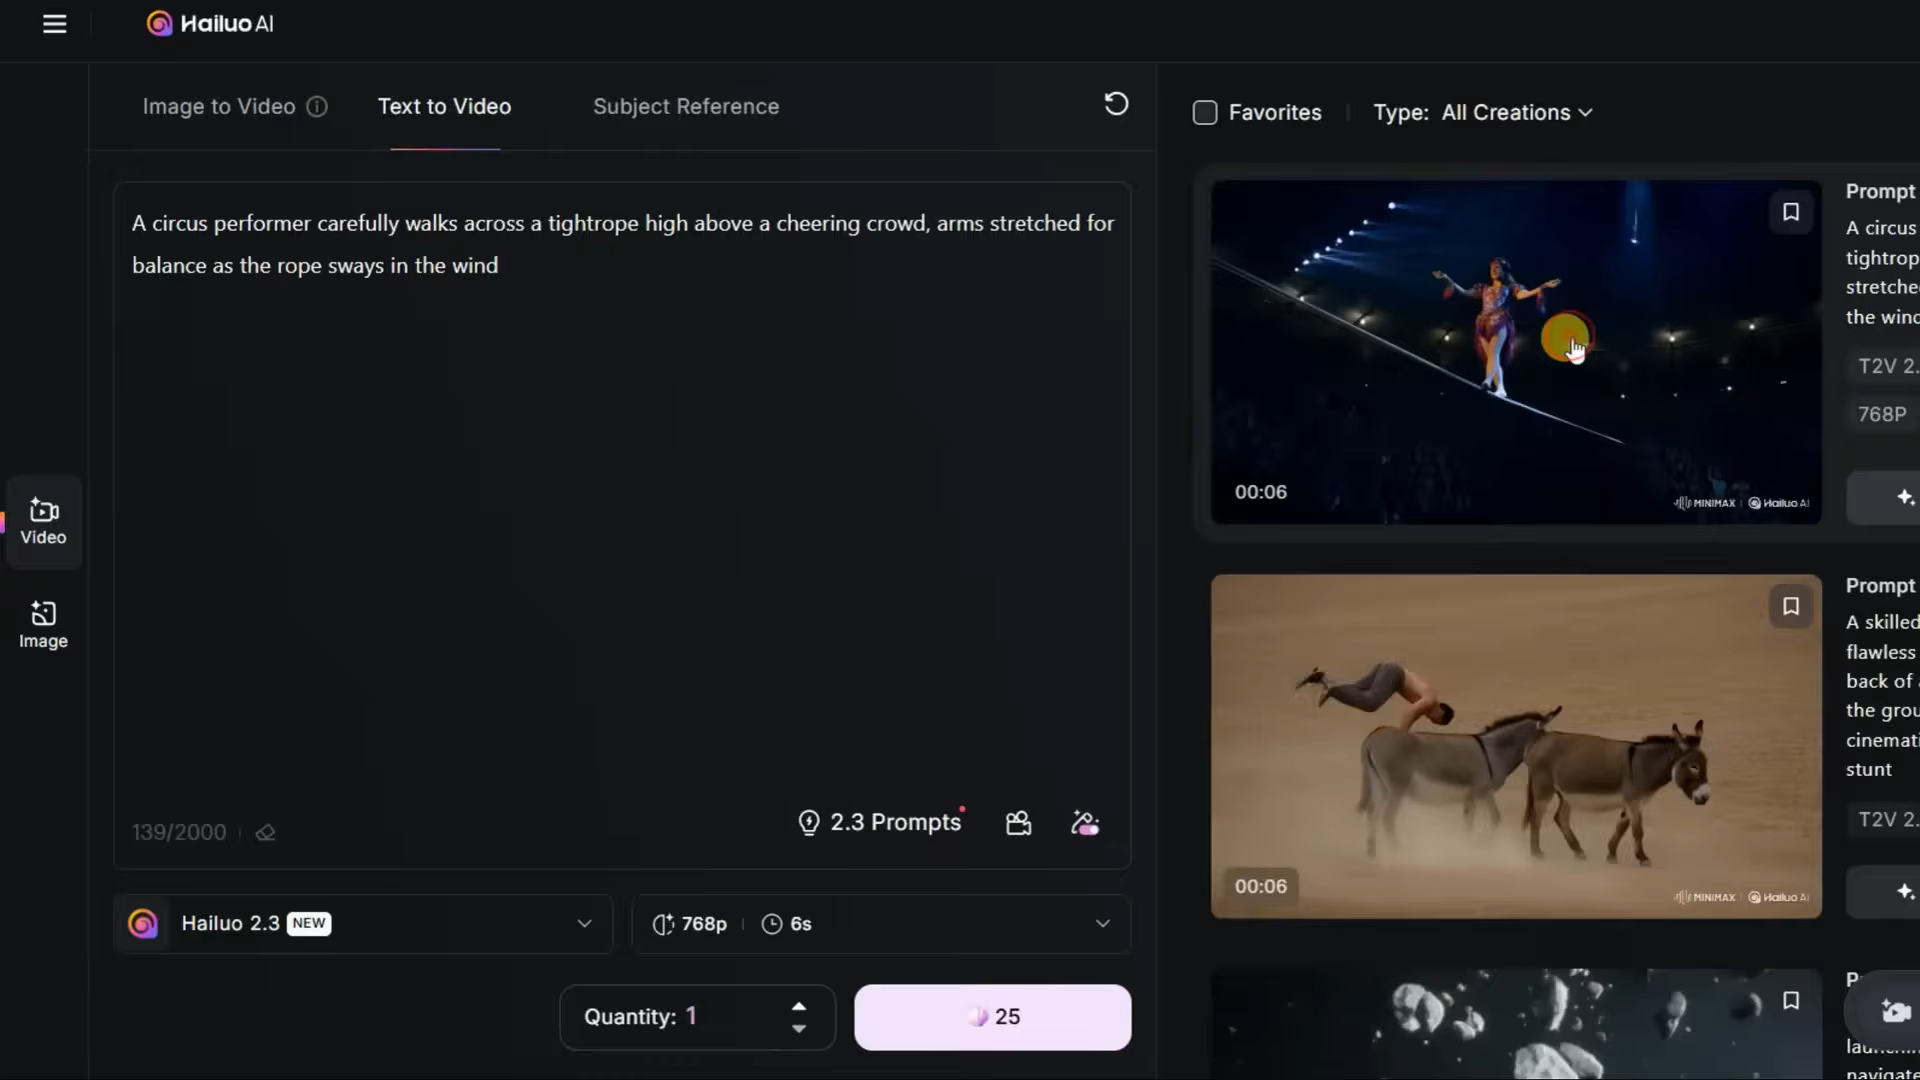 Hailuo AI
Image to Video
Text to Video
Subject Reference
A circus performer carefully walks across a tightrope high above a cheering crowd, arms stretched for
balance as the rope sways in the wind
139/2000
2.3 Prompts
Hailuo 2.3 NEW
768p
6s
Quantity: 1
25
Video
Image
Favorites
Type: All Creations
00:06
MINIMAX
Hailuo AI
Prompt
A circus
tightrop
stretche
the wind
T2V 2.
768P
00:06
MINIMAX
Hailuo AI
Prompt
A skilled
flawless
back of
the grou
cinemati
stunt
T2V 2.
navigate